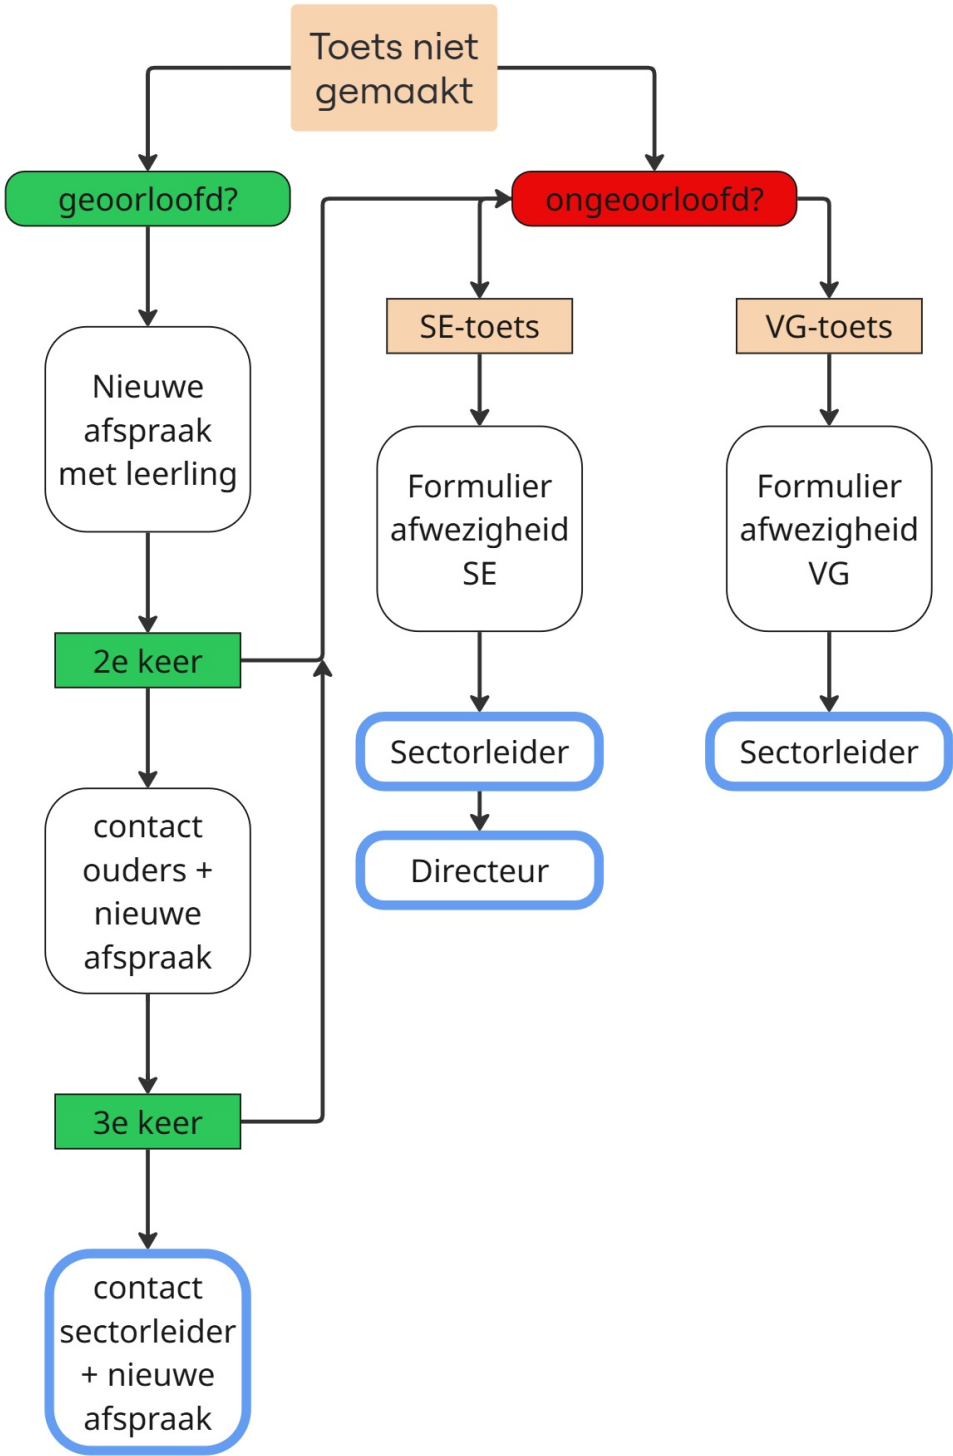 Toets niet
gemaakt
geoorloofd?
ongeoorloofd?
SE-toets
VG-toets
Nieuwe
afspraak
met leerling
Formulier
afwezigheid
SE
Formulier
afwezigheid
VG
2e keer
Sectorleider
Sectorleider
contact
ouders +
nieuwe
afspraak
Directeur
3e keer
contact
sectorleider
+ nieuwe
afspraak